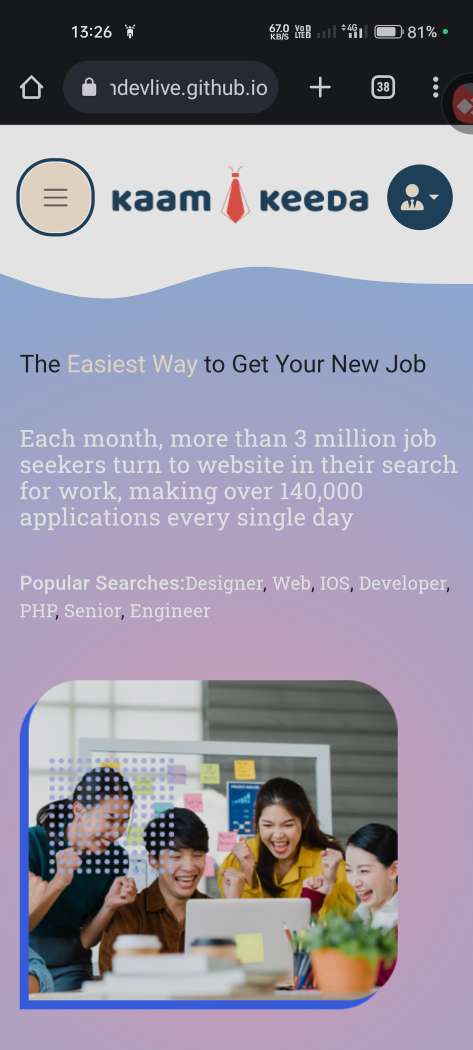 13:26
67.0 KB/S VoD LTE 4G 81%
ndevlive.github.io
38
Kaam Keeda
The Easiest Way to Get Your New Job
Each month, more than 3 million job
seekers turn to website in their search
for work, making over 140,000
applications every single day
Popular Searches:Designer, Web, IOS, Developer,
PHP, Senior, Engineer